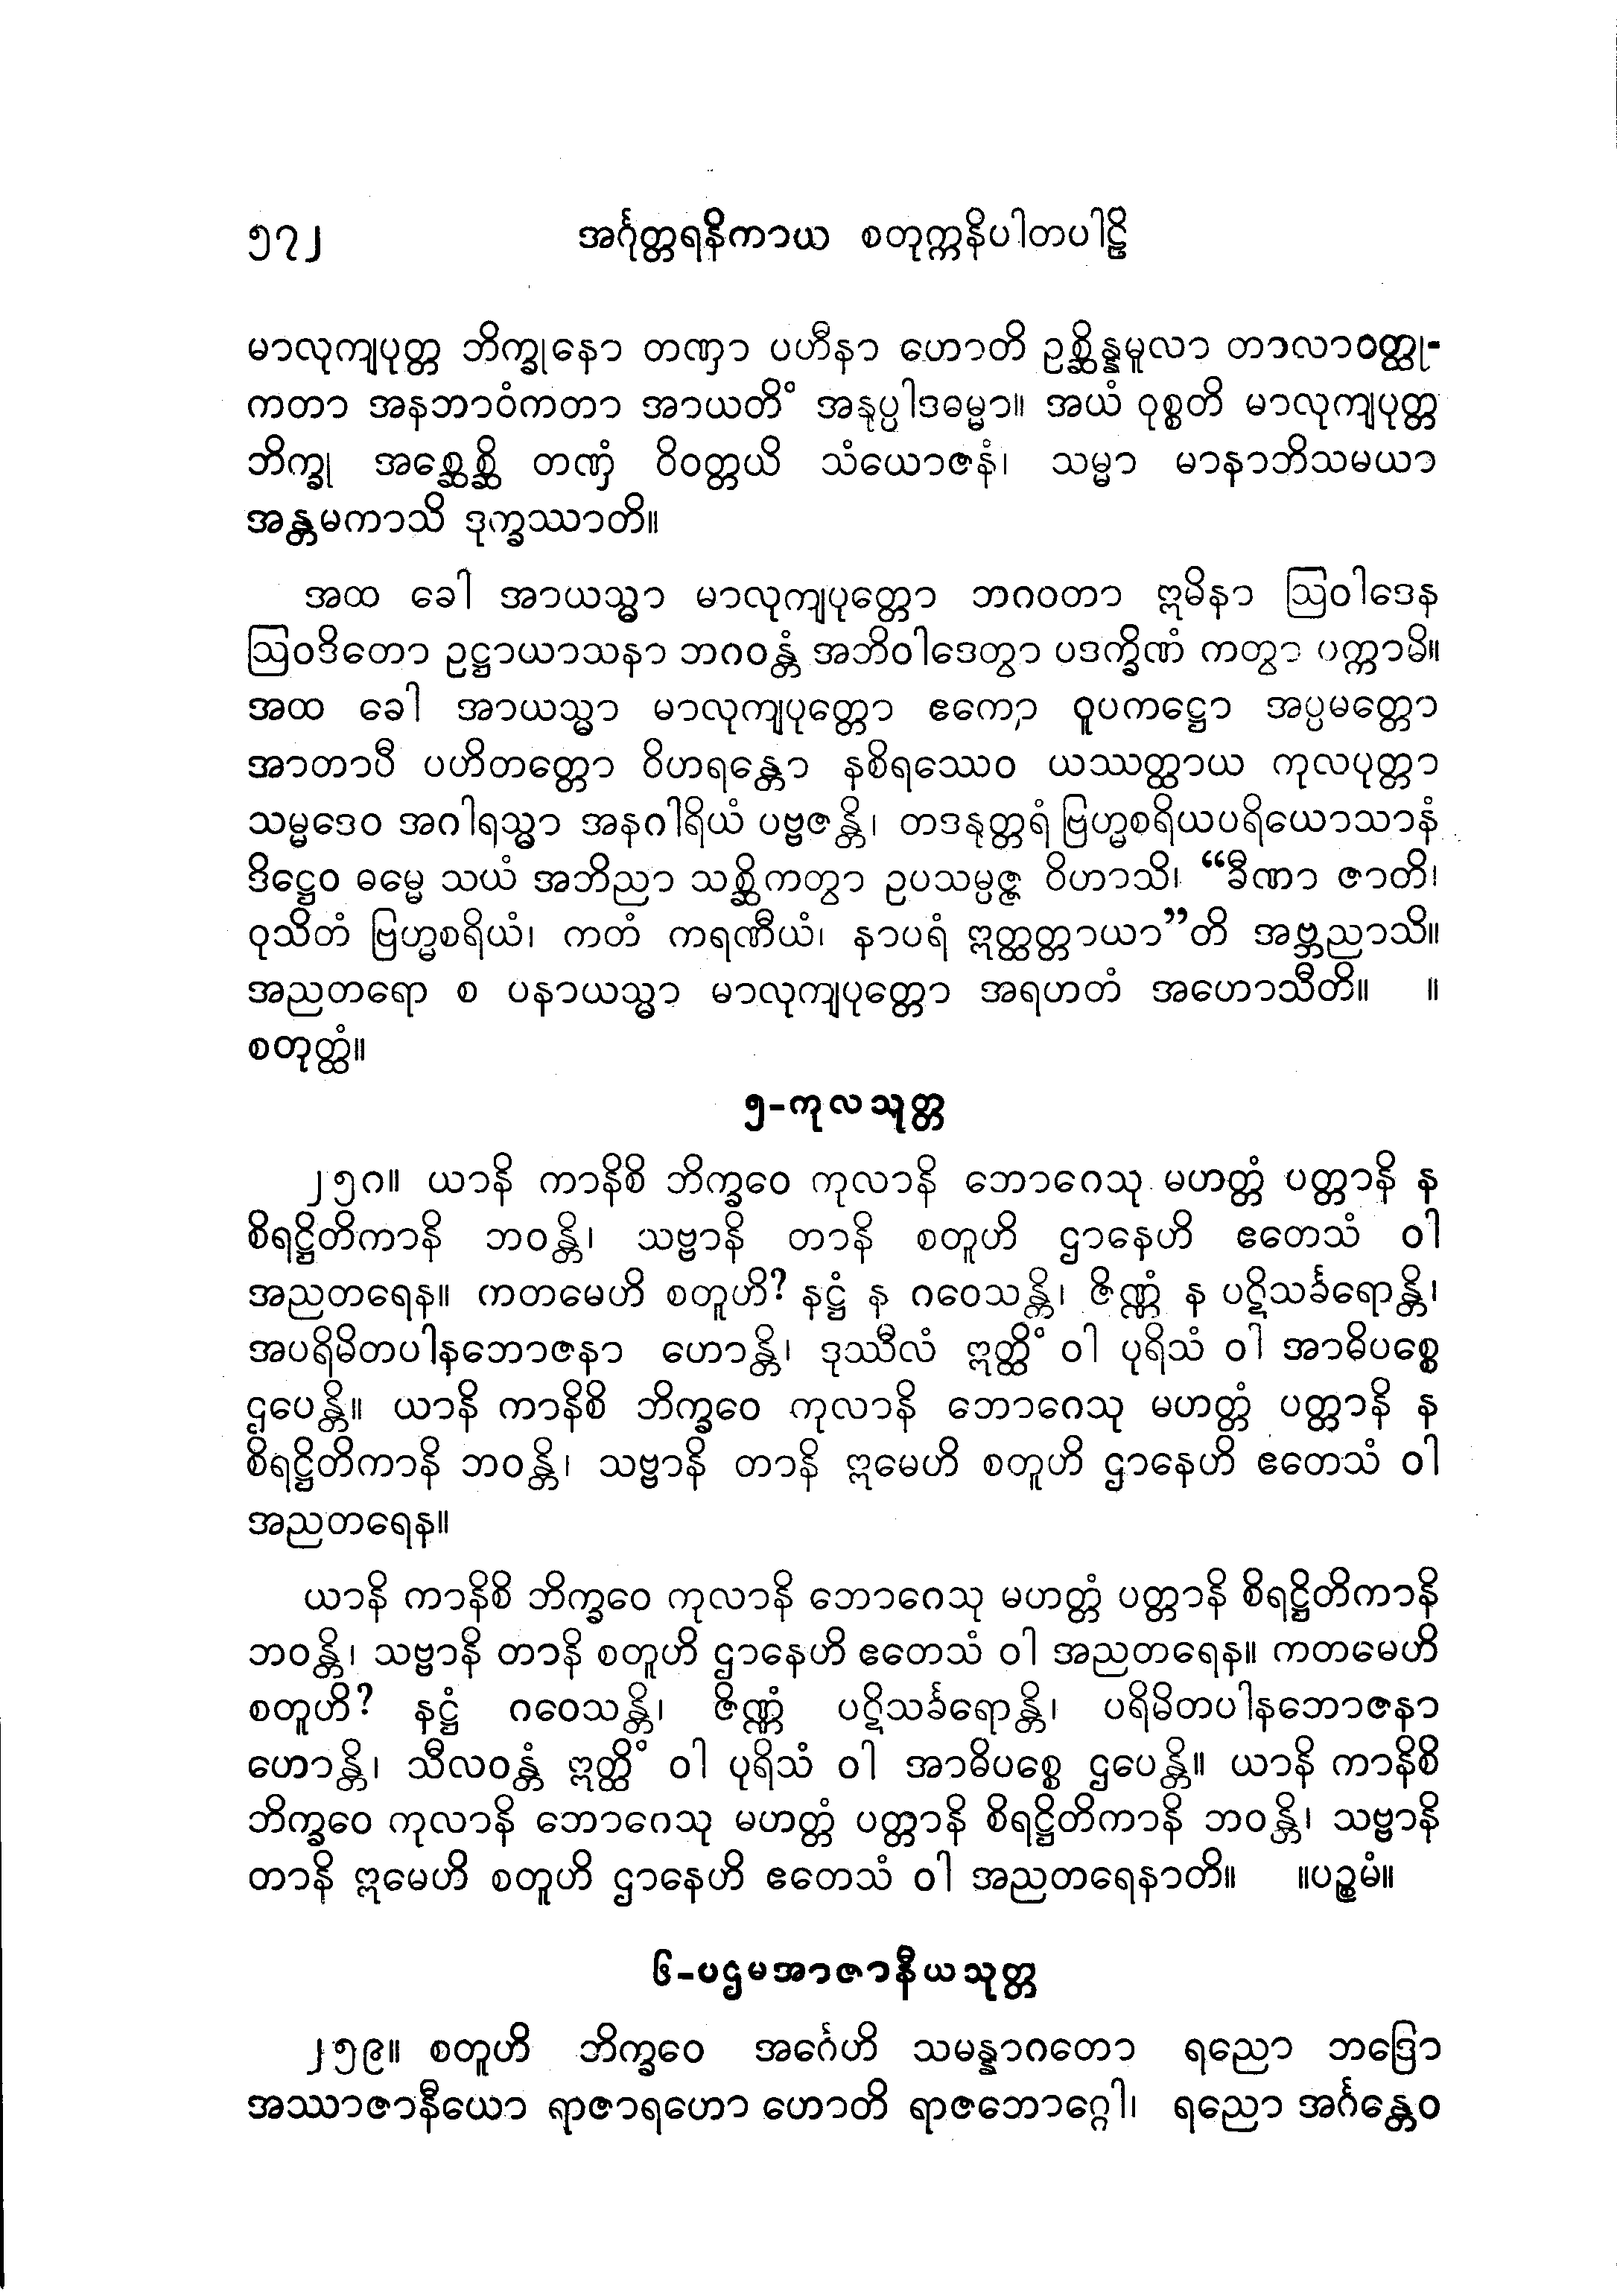 ၅၇၂ အင်္ဂုတ္တရနိကာယ စတုက္ကနိပါတပါဠိ
မာလုကျပုတ္တ ဘိက္ခုနော တဏှာ ပဟီနာ ဟောတိ ဥစ္ဆိန္နမူလာ တာလာဝတ္ထု-
ကတာ အနဘာဝံကတာ အာယတိံ အနုပ္ပါဒဓမ္မာ။ အယံ ဝုစ္စတိ မာလုကျပုတ္တ
ဘိက္ခု အစ္ဆေစ္ဆိ တဏှံ ဝိဝတ္တယိ သံယောဇနံ၊ သမ္မာ မာနာဘိသမယာ
အန္တမကာသိ ဒုက္ခဿာတိ။
အထ ခေါ အာယသ္မာ မာလုကျပုတ္တော ဘဂဝတာ ဣမိနာ ဩဝါဒေန
ဩဝဒိတော ဥဋ္ဌာယာသနာ ဘဂဝန္တံ အဘိဝါဒေတွာ ပဒက္ခိဏံ ကတွာ ပက္ကာမိ။
အထ ခေါ အာယသ္မာ မာလုကျပုတ္တော ဧကော ဝူပကဋ္ဌော အပ္ပမတ္တော
အာတာပီ ပဟိတတ္တော ဝိဟရန္တော နစိရဿေဝ ယဿတ္ထာယ ကုလပုတ္တာ
သမ္မဒေဝ အဂါရသ္မာ အနဂါရိယံ ပဗ္ဗဇန္တိ၊ တဒနုတ္တရံ ဗြဟ္မစရိယပရိယောသာနံ
ဒိဋ္ဌေဝ ဓမ္မေ သယံ အဘိညာ သစ္ဆိကတွာ ဥပသမ္ပဇ္ဇ ဝိဟာသိ၊ “ခီဏာ ဇာတိ၊
ဝုသိတံ ဗြဟ္မစရိယံ၊ ကတံ ကရဏီယံ၊ နာပရံ ဣတ္ထတ္တာယာ”တိ အဗ္ဘညာသိ။
အညတရော စ ပနာယသ္မာ မာလုကျပုတ္တော အရဟတံ အဟောသီတိ။ ။
စတုတ္ထံ။
၅-ကုလသုတ္တ
၂၅၈။ ယာနိ ကာနိစိ ဘိက္ခဝေ ကုလာနိ ဘောဂေသု မဟတ္တံ ပတ္တာနိ န
စိရဋ္ဌိတိကာနိ ဘဝန္တိ၊ သဗ္ဗာနိ တာနိ စတူဟိ ဌာနေဟိ ဧတေသံ ဝါ
အညတရေန။ ကတမေဟိ စတူဟိ? နဋ္ဌံ န ဂဝေသန္တိ၊ ဇိဏ္ဏံ န ပဋိသင်္ခရောန္တိ၊
အပရိမိတပါနဘောဇနာ ဟောန္တိ၊ ဒုဿီလံ ဣတ္ထိံ ဝါ ပုရိသံ ဝါ အာဓိပစ္စေ
ဌပေန္တိ။ ယာနိ ကာနိစိ ဘိက္ခဝေ ကုလာနိ ဘောဂေသု မဟတ္တံ ပတ္တာနိ န
စိရဋ္ဌိတိကာနိ ဘဝန္တိ၊ သဗ္ဗာနိ တာနိ ဣမေဟိ စတူဟိ ဌာနေဟိ ဧတေသံ ဝါ
အညတရေန။
ယာနိ ကာနိစိ ဘိက္ခဝေ ကုလာနိ ဘောဂေသု မဟတ္တံ ပတ္တာနိ စိရဋ္ဌိတိကာနိ
ဘဝန္တိ၊ သဗ္ဗာနိ တာနိ စတူဟိ ဌာနေဟိ ဧတေသံ ဝါ အညတရေန။ ကတမေဟိ
စတူဟိ? နဋ္ဌံ ဂဝေသန္တိ၊ ဇိဏ္ဏံ ပဋိသင်္ခရောန္တိ၊ ပရိမိတပါနဘောဇနာ
ဟောန္တိ၊ သီလဝန္တံ ဣတ္ထိံ ဝါ ပုရိသံ ဝါ အာဓိပစ္စေ ဌပေန္တိ။ ယာနိ ကာနိစိ
ဘိက္ခဝေ ကုလာနိ ဘောဂေသု မဟတ္တံ ပတ္တာနိ စိရဋ္ဌိတိကာနိ ဘဝန္တိ၊ သဗ္ဗာနိ
တာနိ ဣမေဟိ စတူဟိ ဌာနေဟိ ဧတေသံ ဝါ အညတရေနာတိ။ ။ပဉ္စမံ။
၆-ပဌမအာဇာနီယသုတ္တ
၂၅၉။ စတူဟိ ဘိက္ခဝေ အင်္ဂေဟိ သမန္နာဂတော ရညော ဘဒြော
အဿာဇာနီယော ရာဇာရဟော ဟောတိ ရာဇဘောဂ္ဂေါ၊ ရညော အင်္ဂန္တေဝ